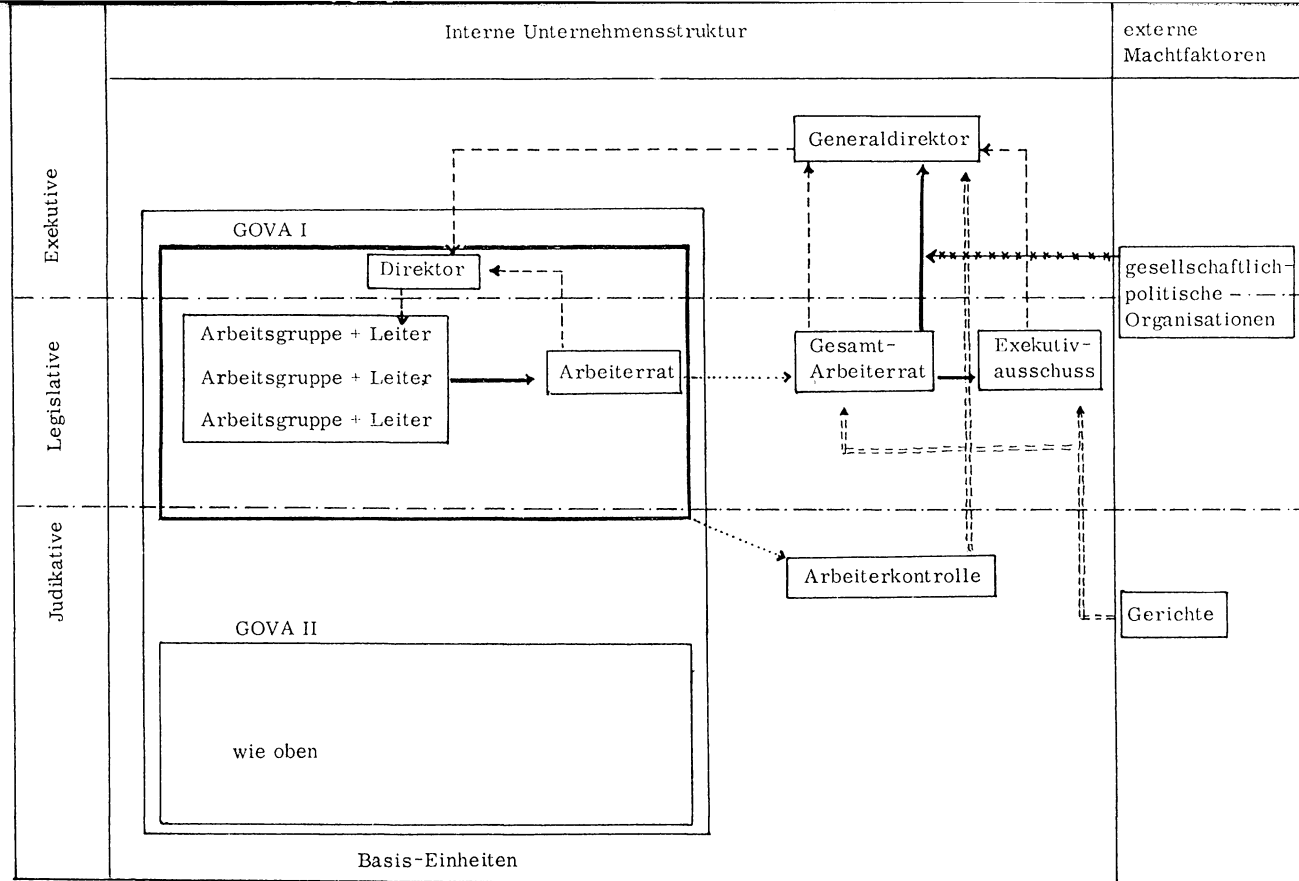 Interne Unternehmensstruktur
externe
Machtfaktoren
Exekutive
Legislative
Judikative
Generaldirektor
GOVA I
Direktor
gesellschaftlich-
politische
Organisationen
Arbeitsgruppe + Leiter
Arbeitsgruppe + Leiter
Arbeitsgruppe + Leiter
Arbeiterrat
Gesamt-
Arbeiterrat
Exekutiv-
ausschuss
Arbeiterkontrolle
Gerichte
GOVA II
wie oben
Basis-Einheiten